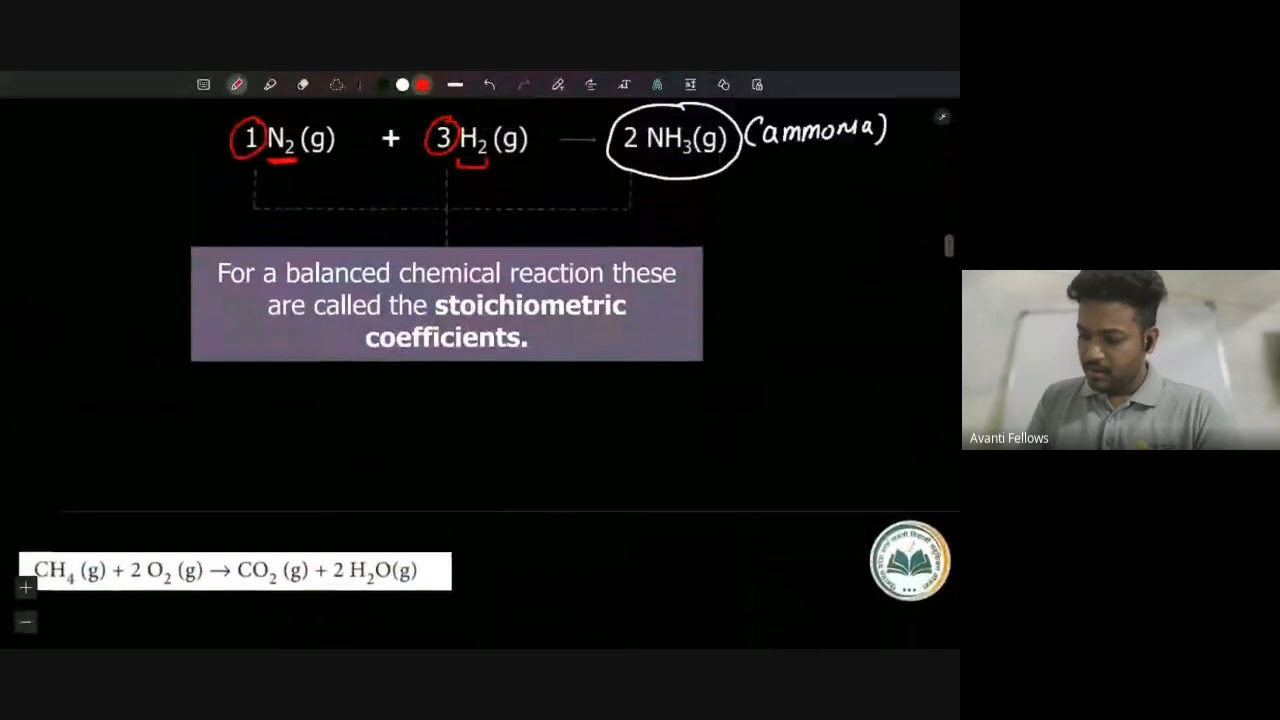 1 N₂ (g) + 3 H₂ (g) — 2 NH₃(g) (ammonia)
For a balanced chemical reaction these
are called the stoichiometric
coefficients.
Avanti Fellows
CH₄ (g) + 2 O₂ (g) → CO₂ (g) + 2 H₂O(g)